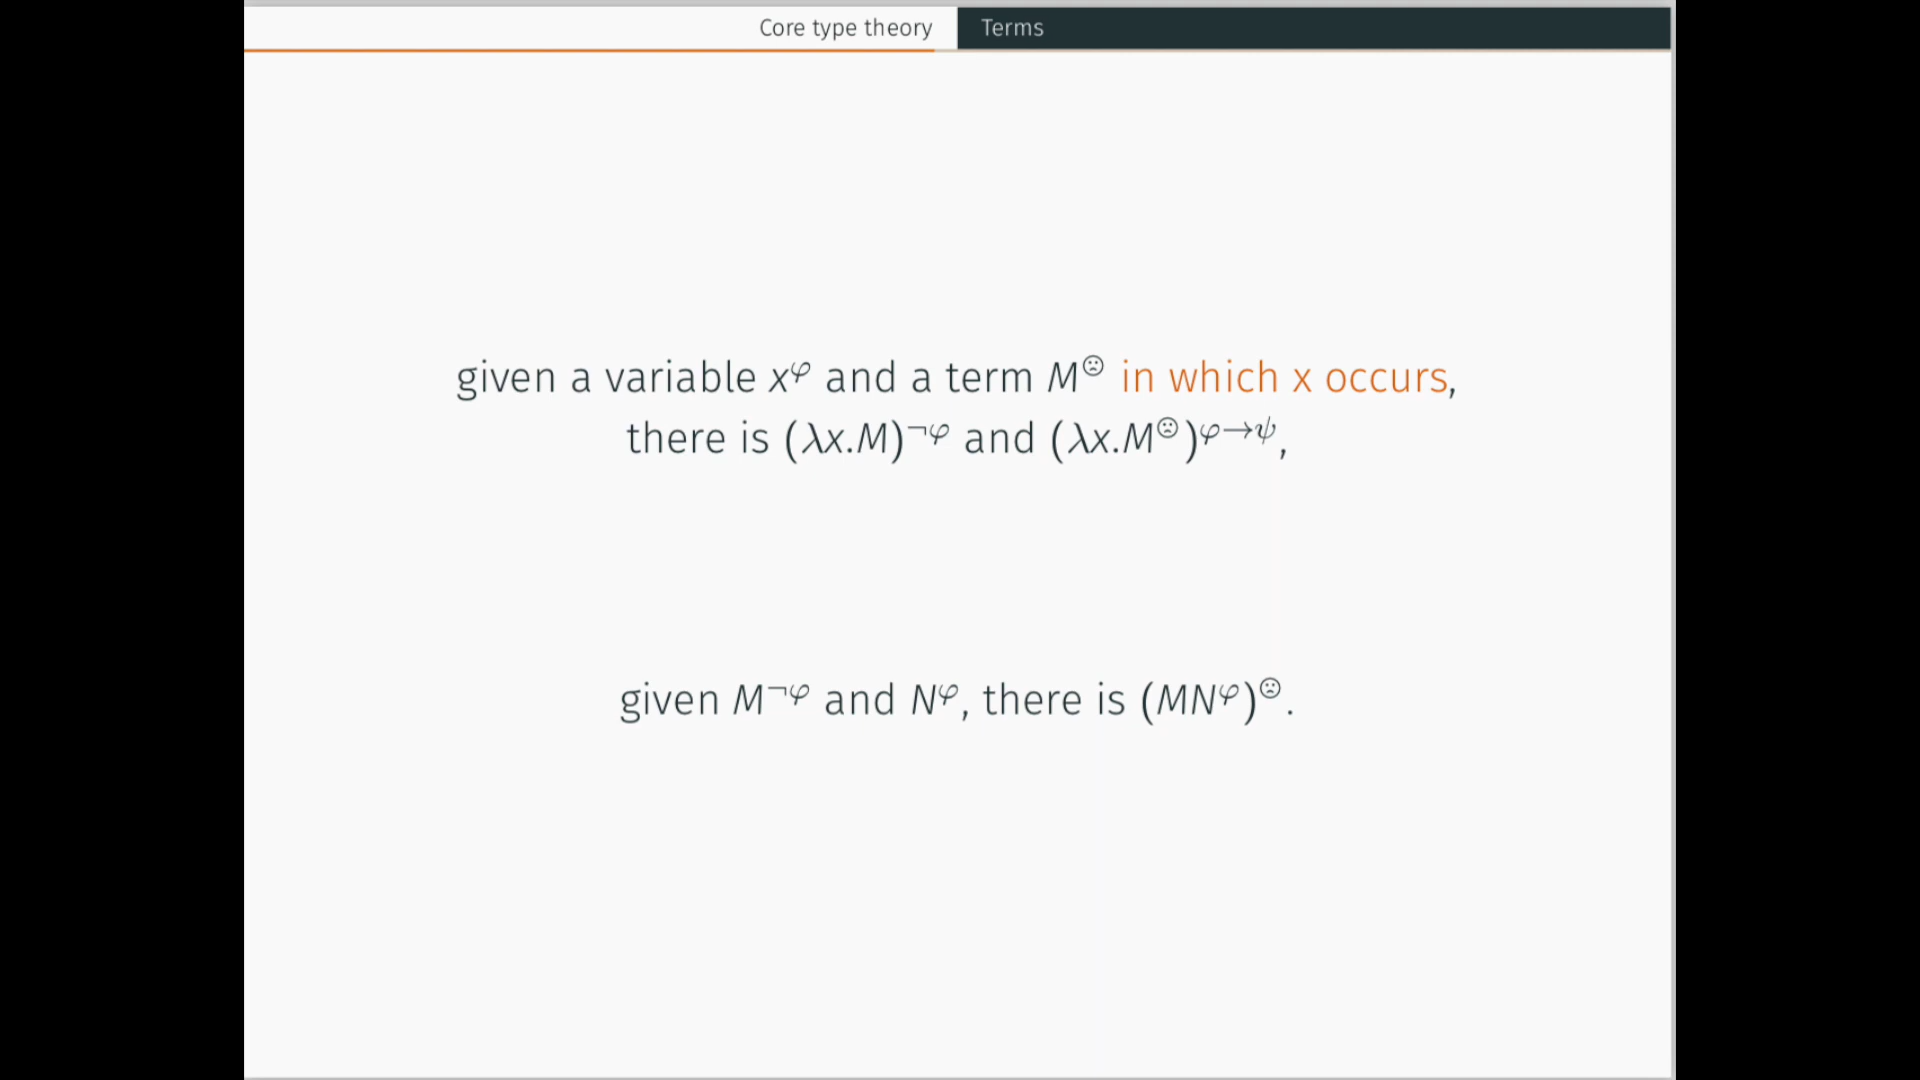 Core type theory
Terms
given a variable x^φ and a term M^☹ in which x occurs,
there is (λx.M)^¬φ and (λx.M^☹)^φ→ψ,
given M^¬φ and N^φ, there is (MN^φ)^☹.